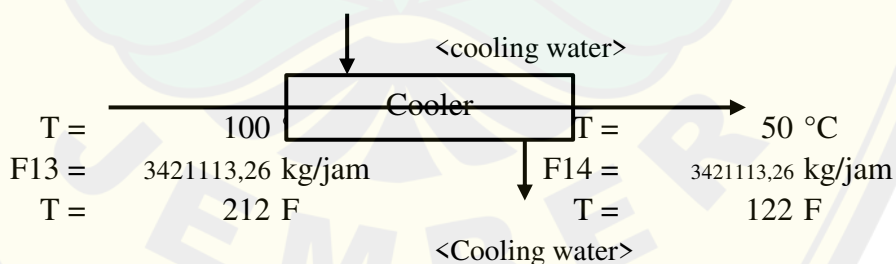 <cooling water>
Cooler
T = 100 ° T = 50 °C
F13 = 3421113,26 kg/jam F14 = 3421113,26 kg/jam
T = 212 F T = 122 F
<Cooling water>